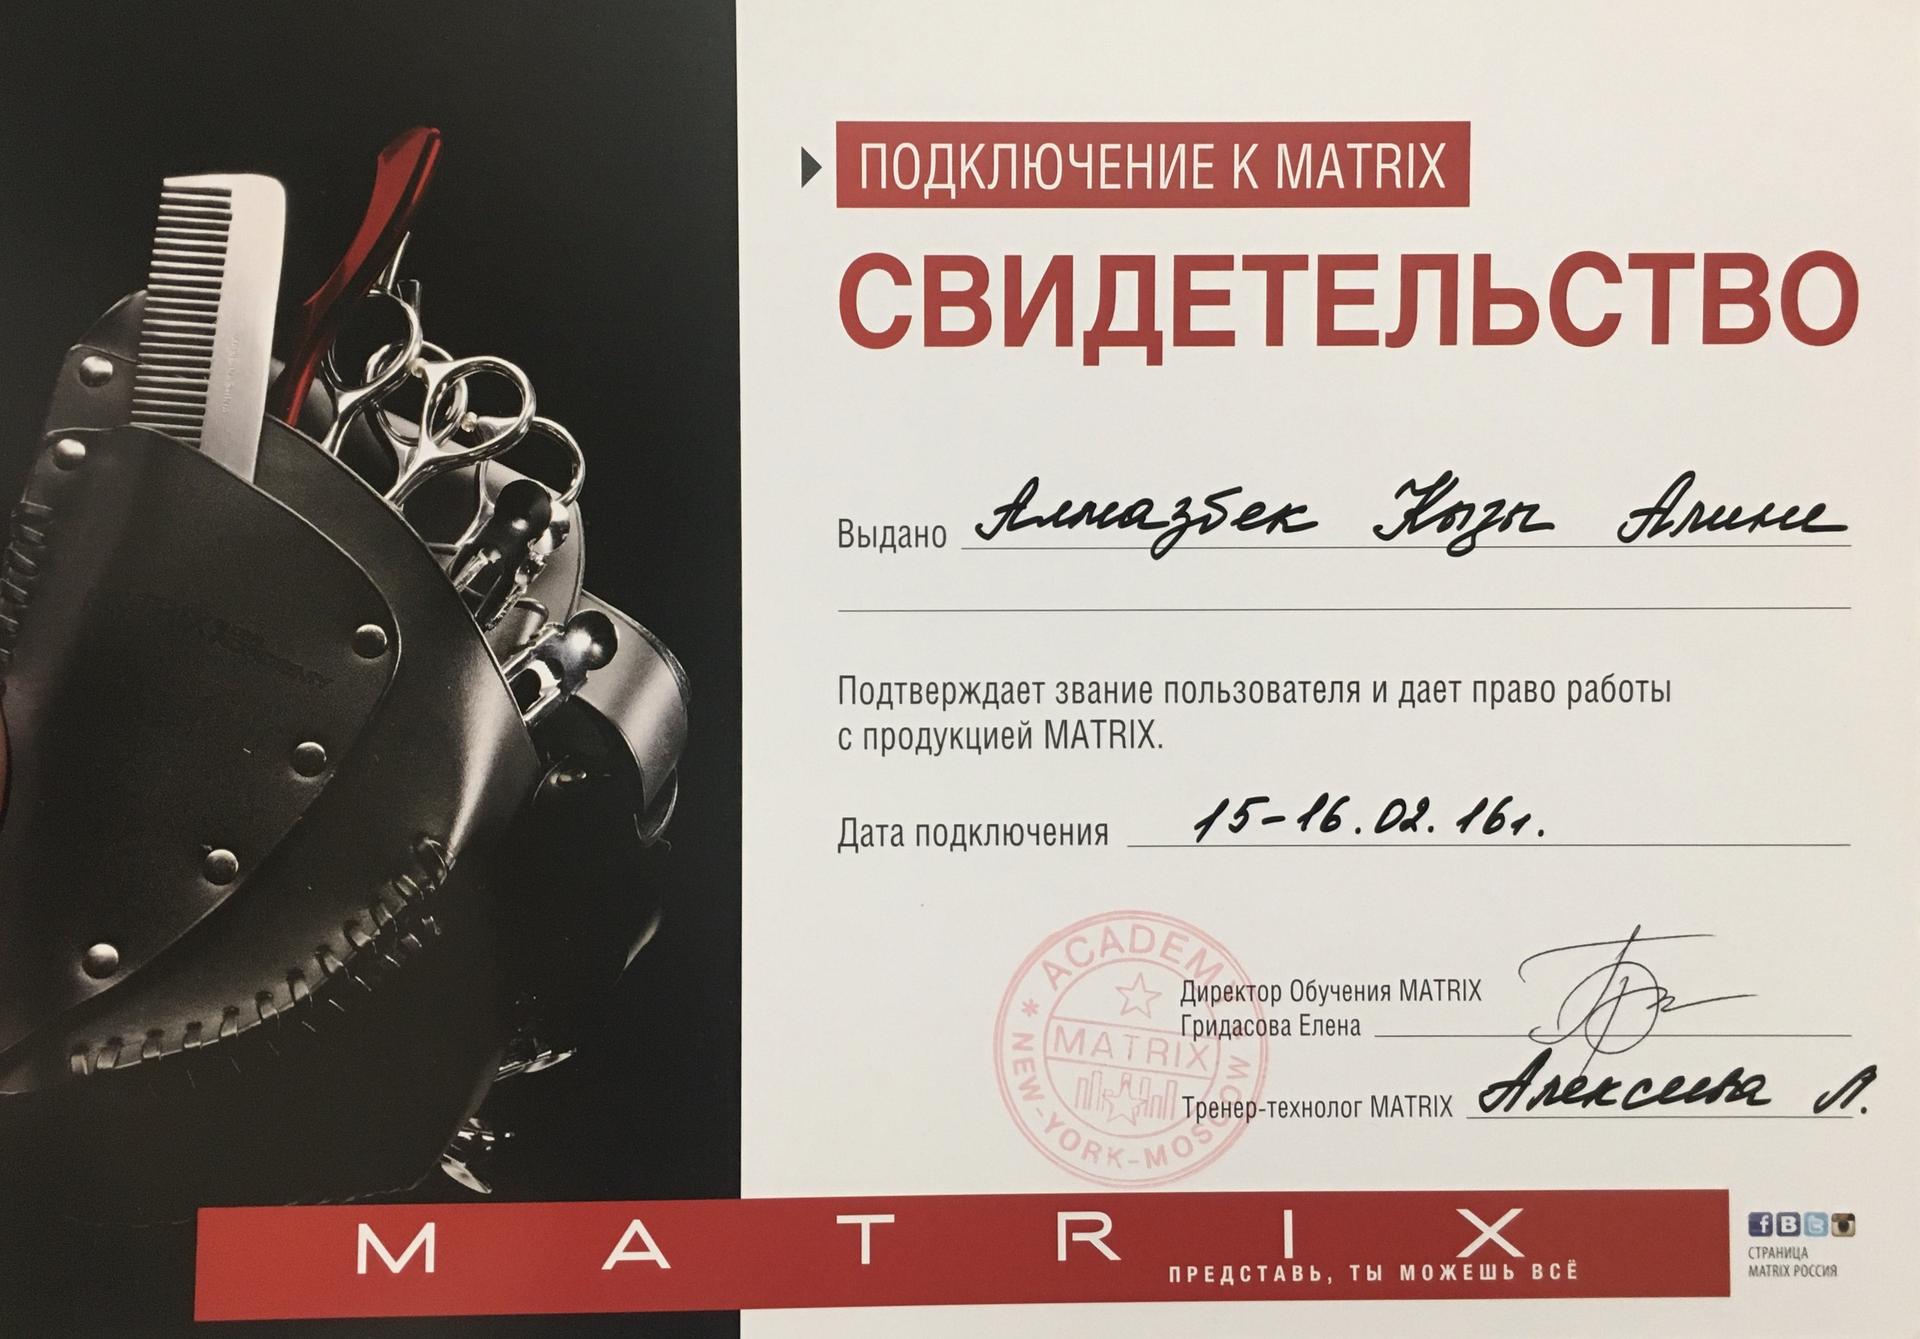 ПОДКЛЮЧЕНИЕ К MATRIX
СВИДЕТЕЛЬСТВО
Выдано Алмазбек Кызы Алине
Подтверждает звание пользователя и дает право работы
с продукцией MATRIX.
Дата подключения 15-16.02.16г.
ACADEMY
MATRIX
NEW-YORK-MOSCOW
Директор Обучения MATRIX
Гридасова Елена
Тренер-технолог MATRIX Алексеева Л.
MATRIX
ПРЕДСТАВЬ, ТЫ МОЖЕШЬ ВСЁ
СТРАНИЦА
MATRIX РОССИЯ